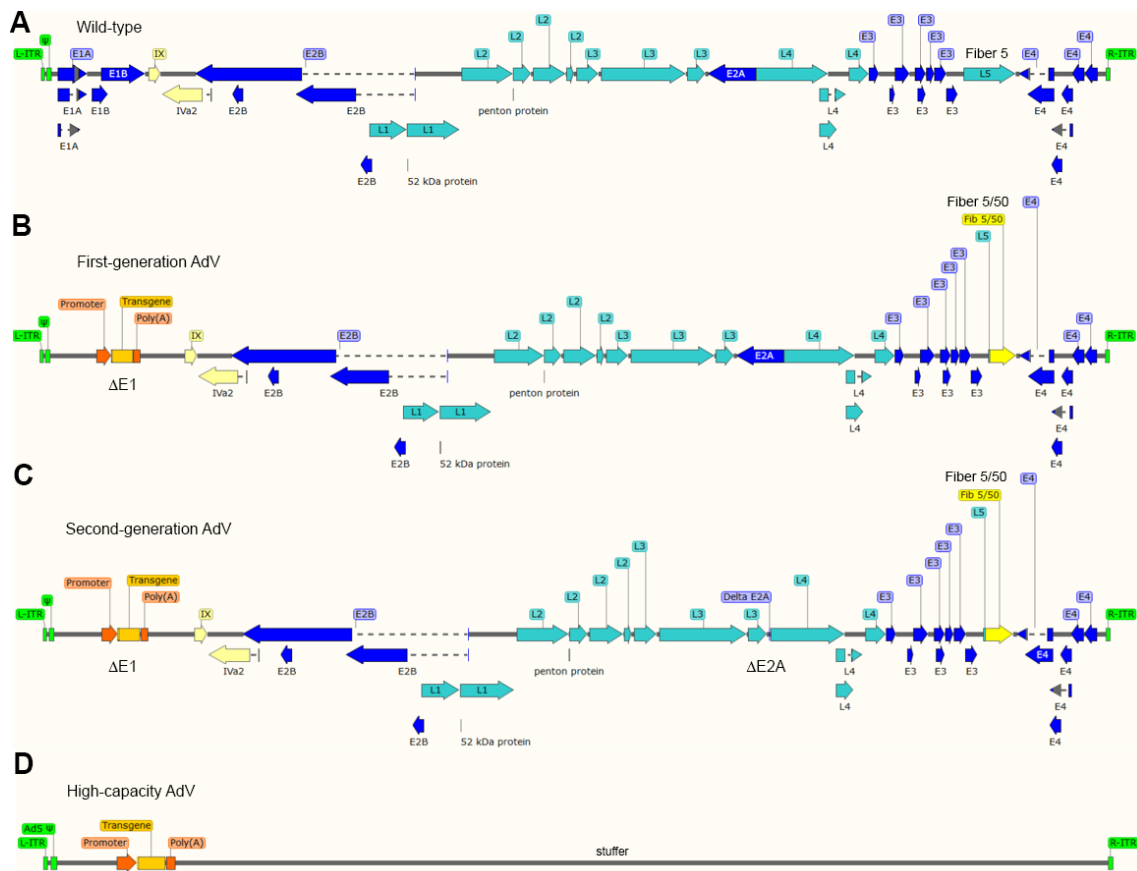 A
Wild-type
L2
E3
L2 L2 E3 E3
Ψ E1A IX E2B L2 L3 L3 L3 L4 L4 E3 E3 Fiber 5 E4 E4 E4
L-ITR R-ITR
E1B E2A L5
E1A E1B IVa2 E2B E2B penton protein L4 E3 E3 E3 E4 E4
L1 L1
E1A L4 E4
E2B 52 kDa protein E4
B
Fiber 5/50 E4
Fib 5/50
First-generation AdV L5
E3
E3
Transgene L2 E3
Promoter Poly(A) L2 L2 E3 E3
Ψ IX E2B L2 L3 L3 L3 L4 L4 E3 E4 E4
L-ITR R-ITR
E2A
ΔE1 IVa2 E2B E2B penton protein L4 E3 E3 E3 E4 E4
L1 L1
L4 E4
E2B 52 kDa protein E4
C
Fiber 5/50 E4
Fib 5/50
Second-generation AdV L5
L3 E3
L2 E3
Transgene L2 E3
Promoter Poly(A) L2 Delta E2A L4 E3
Ψ IX E2B L2 L3 L3 L4 E3 E4 E4
L-ITR R-ITR
ΔE1 IVa2 E2B E2B penton protein ΔE2A L4 E3 E3 E3 E4 E4
L1 L1
L4 E4
E2B 52 kDa protein E4
D
High-capacity AdV
Ad5 Ψ Transgene
L-ITR Promoter Poly(A) stuffer R-ITR